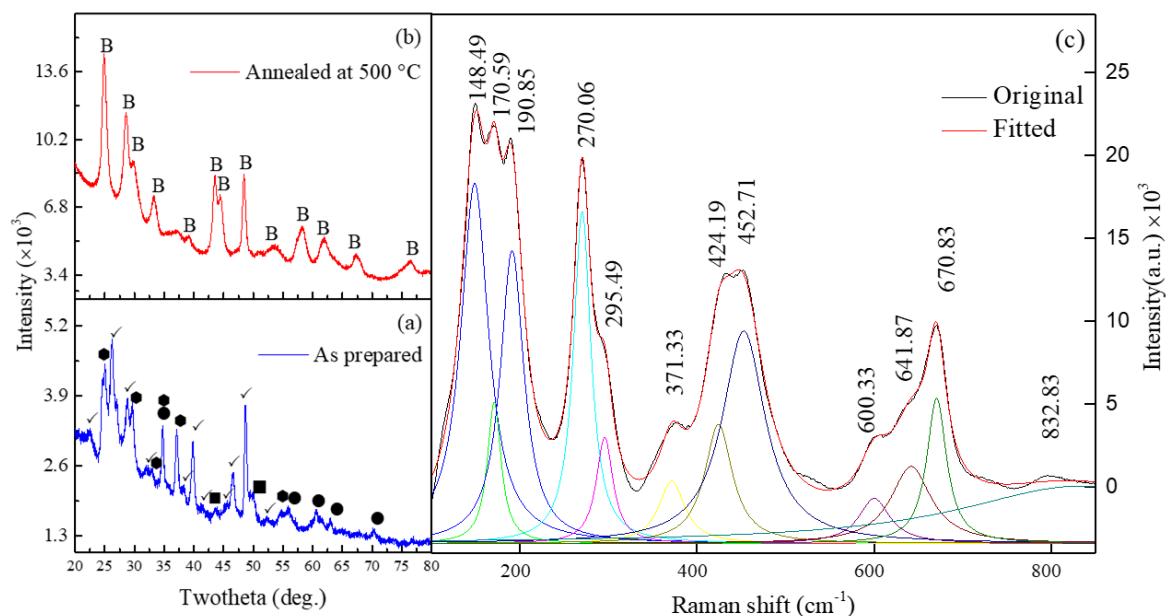 (b)
B
B
B
B
B
B
B
B
B
B
B
B
B
Annealed at 500 °C
13.6
10.2
6.8
3.4
(a)
As prepared
5.2
3.9
2.6
1.3
Intensity (×10³)
20 25 30 35 40 45 50 55 60 65 70 75 80
Twotheta (deg.)
(c)
Original
Fitted
148.49
170.59
190.85
270.06
295.49
371.33
424.19
452.71
600.33
641.87
670.83
832.83
25
20
15
10
5
0
Intensity(a.u.) ×10³
200 400 600 800
Raman shift (cm⁻¹)